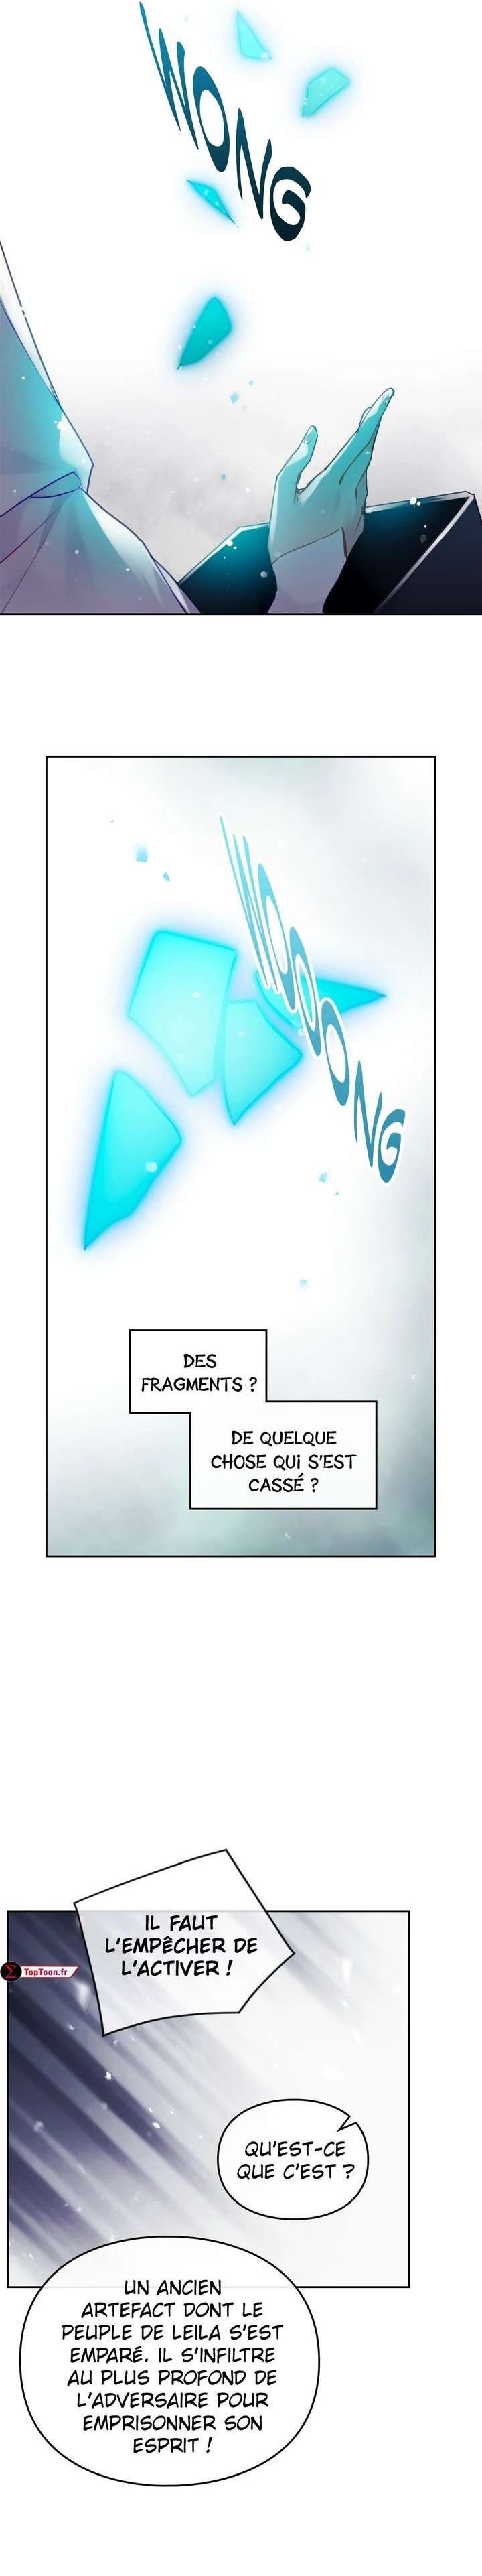 WONG
WOOOONG
DES
FRAGMENTS ?
DE QUELQUE
CHOSE QUI S'EST
CASSÉ ?
IL FAUT
L'EMPÊCHER DE
L'ACTIVER !
TopToon.fr
QU'EST-CE
QUE C'EST ?
UN ANCIEN
ARTEFACT DONT LE
PEUPLE DE LEILA S'EST
EMPARÉ. IL S'INFILTRE
AU PLUS PROFOND DE
L'ADVERSAIRE POUR
EMPRISONNER SON
ESPRIT !